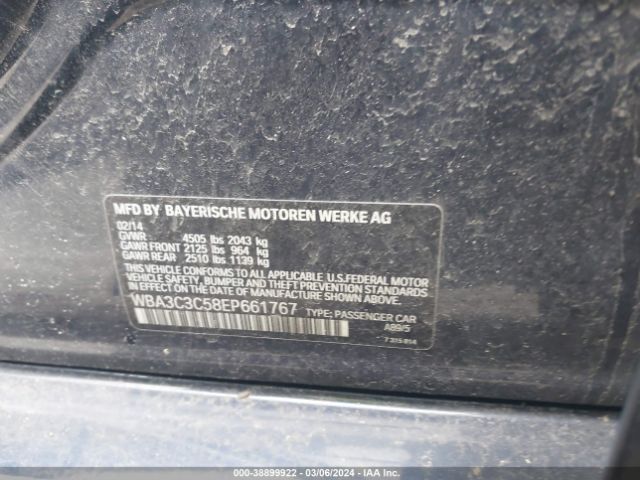 MFD BY BAYERISCHE MOTOREN WERKE AG
02/14
GVWR 4505 lbs 2043 kg
GAWR FRONT 2125 lbs 964 kg
GAWR REAR 2510 lbs 1139 kg
THIS VEHICLE CONFORMS TO ALL APPLICABLE U.S.FEDERAL MOTOR
VEHICLE SAFETY, BUMPER AND THEFT PREVENTION STANDARDS
IN EFFECT ON THE DATE OF MANUFACTURE SHOWN ABOVE.
WBA3C3C58EP661767 TYPE: PASSENGER CAR
A89/5
7 315 814
000-38899922 — 03/06/2024 — IAA Inc.